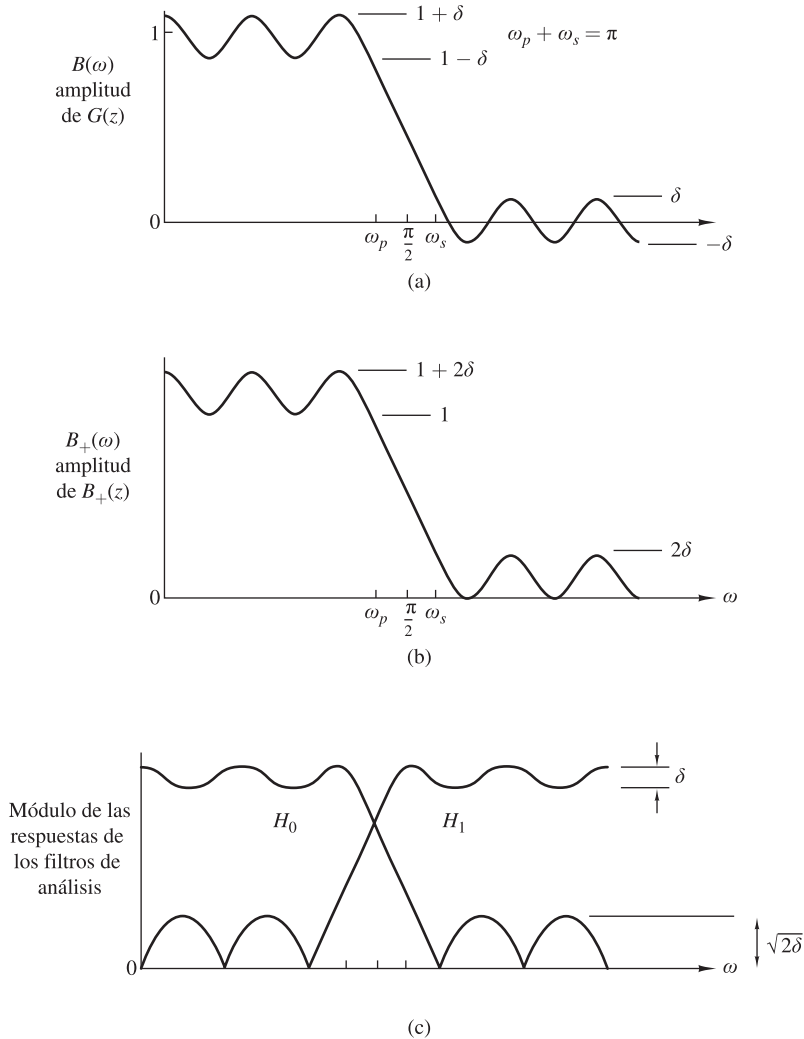 1 + δ
1
ω_p + ω_s = π
B(ω)
amplitud
de G(z)
1 − δ
δ
0
ω_p
π/2
ω_s
−δ
(a)
1 + 2δ
1
B_+(ω)
amplitud
de B_+(z)
2δ
0
ω
ω_p
π/2
ω_s
(b)
δ
Módulo de las
respuestas de
los filtros de
análisis
H_0
H_1
√2δ
0
ω
(c)